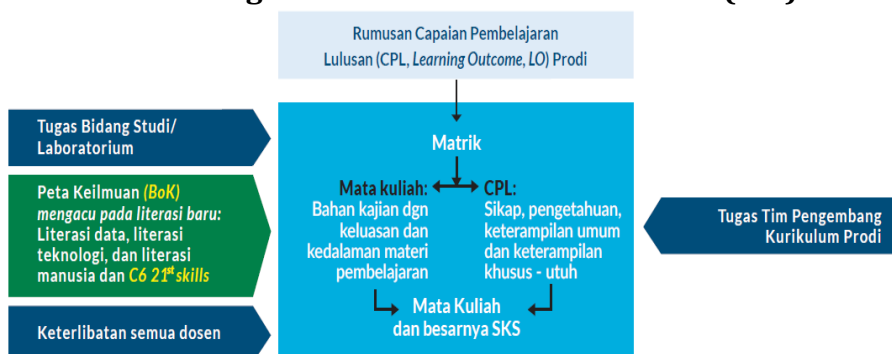 Rumusan Capaian Pembelajaran
Lulusan (CPL, Learning Outcome, LO) Prodi
Tugas Bidang Studi/
Laboratorium
Peta Keilmuan (BoK)
mengacu pada literasi baru:
Literasi data, literasi
teknologi, dan literasi
manusia dan C6 21st skills
Keterlibatan semua dosen
Matrik
Mata kuliah:
Bahan kajian dgn
keluasan dan
kedalaman materi
pembelajaran
CPL:
Sikap, pengetahuan,
keterampilan umum
dan keterampilan
khusus - utuh
Mata Kuliah
dan besarnya SKS
Tugas Tim Pengembang
Kurikulum Prodi